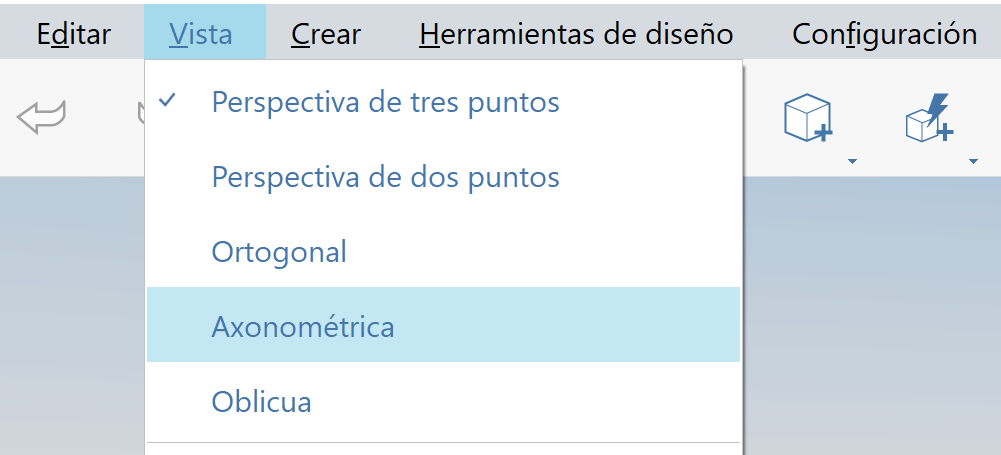 Editar Vista Crear Herramientas de diseño Configuración
Perspectiva de tres puntos
Perspectiva de dos puntos
Ortogonal
Axonométrica
Oblicua